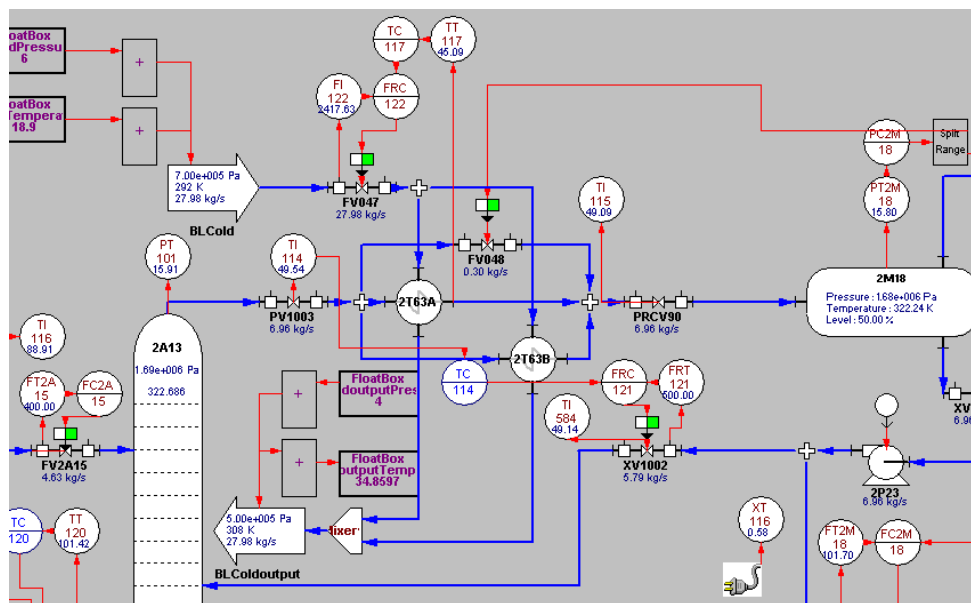 FloatBox
dPressu
6
+
FloatBox
Tempera
18.9
+
TC
117
TT
117
45.09
FI
122
2417.63
FRC
122
7.00e+005 Pa
292 K
27.98 kg/s
BLCold
FV047
27.98 kg/s
PC2M
18
Split
Range
PT2M
18
15.80
TI
115
49.09
PT
101
15.91
TI
114
49.54
FV048
0.30 kg/s
2T63A
PV1003
6.96 kg/s
PRCV90
6.96 kg/s
2M18
Pressure : 1.68e+006 Pa
Temperature : 322.24 K
Level : 50.00 %
TI
116
88.91
2A13
1.69e+006 Pa
322.686
2T63B
TC
114
FRC
121
FRT
121
500.00
FloatBox
doutputPres
4
+
FT2A
15
400.00
FC2A
15
TI
584
49.14
XV
6.96
FV2A15
4.63 kg/s
+
FloatBox
outputTemp
34.8597
XV1002
5.79 kg/s
2P23
6.96 kg/s
TC
120
TT
120
101.42
5.00e+005 Pa
308 K
27.98 kg/s
BLColdoutput
Mixer
XT
116
0.58
FT2M
18
101.70
FC2M
18